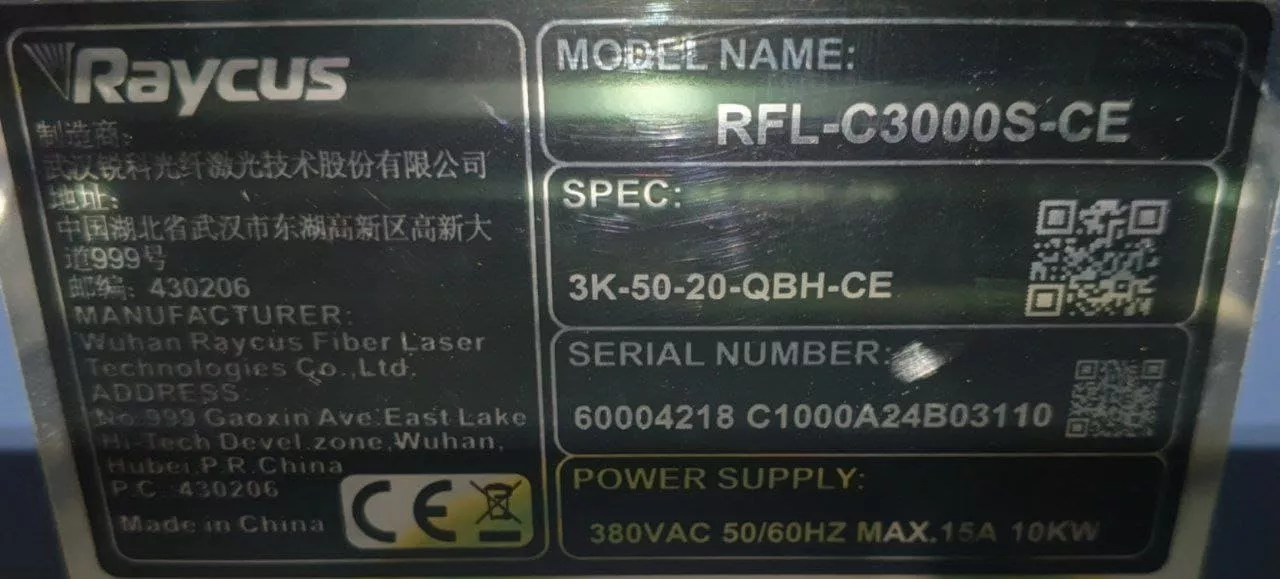 Raycus
制造商:
武汉锐科光纤激光技术股份有限公司
地址:
中国湖北省武汉市东湖高新区高新大
道999号
邮编: 430206
MANUFACTURER:
Wuhan Raycus Fiber Laser
Technologies Co.,Ltd.
ADDRESS:
No.999 Gaoxin Ave.East Lake
Hi-Tech Devel.zone,Wuhan,
Hubei,P.R.China
P.C.:430206
Made in China
CE
MODEL NAME:
RFL-C3000S-CE
SPEC:
3K-50-20-QBH-CE
SERIAL NUMBER:
60004218 C1000A24B03110
POWER SUPPLY:
380VAC 50/60HZ MAX.15A 10KW